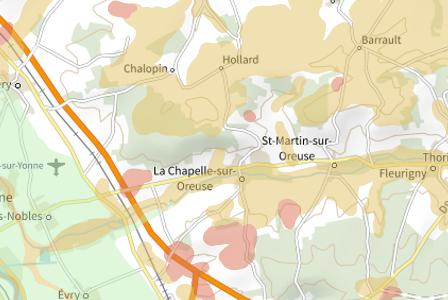 Barrault
Hollard
Chalopin
St-Martin-sur-
Oreuse
La Chapelle-sur-
Oreuse
Fleurigny
-sur-Yonne
s-Nobles
Évry